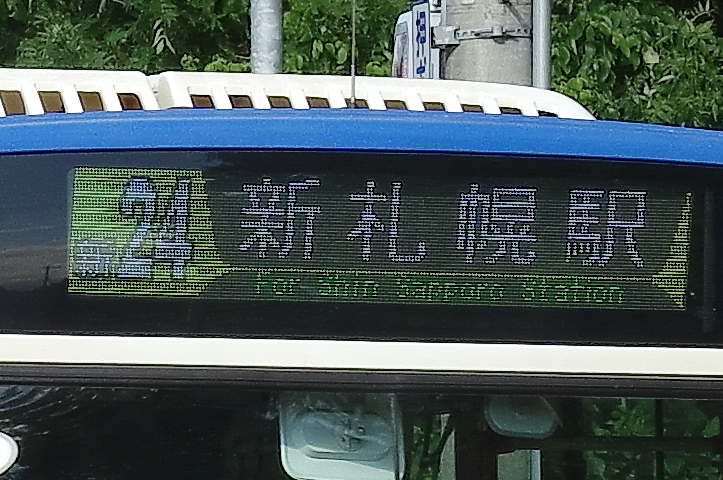 新24 新札幌駅
For Shin Sapporo Station